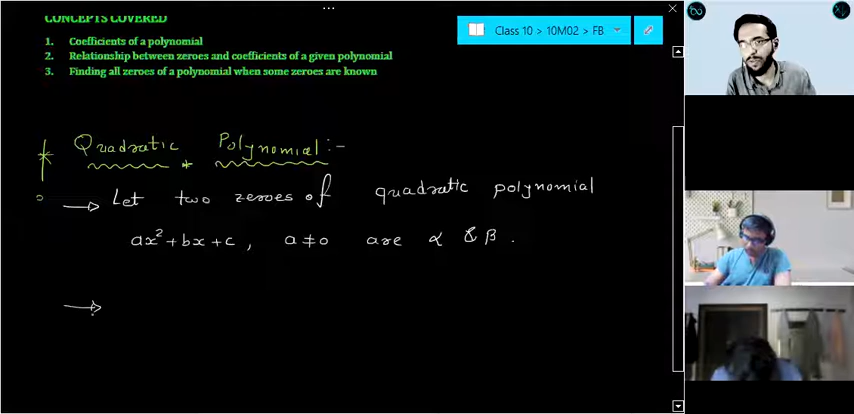 CONCEPTS COVERED
1. Coefficients of a polynomial
2. Relationship between zeroes and coefficients of a given polynomial
3. Finding all zeroes of a polynomial when some zeroes are known
Class 10 > 10M02 > FB
Quadratic Polynomial :-
→ Let two zeroes of quadratic polynomial
ax²+bx+c, a≠0 are α & β.
→